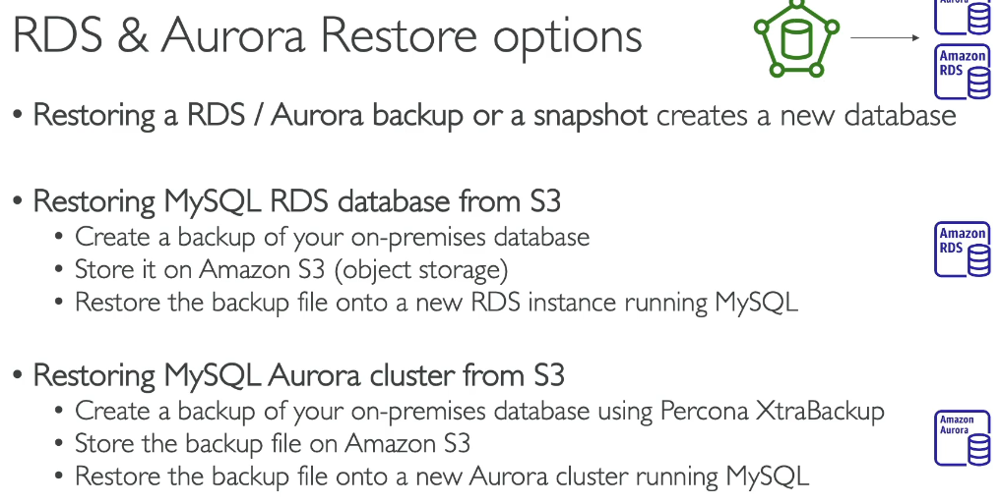 RDS & Aurora Restore options
Aurora
Amazon
RDS
• Restoring a RDS / Aurora backup or a snapshot creates a new database
• Restoring MySQL RDS database from S3
• Create a backup of your on-premises database
• Store it on Amazon S3 (object storage)
• Restore the backup file onto a new RDS instance running MySQL
Amazon
RDS
• Restoring MySQL Aurora cluster from S3
• Create a backup of your on-premises database using Percona XtraBackup
• Store the backup file on Amazon S3
• Restore the backup file onto a new Aurora cluster running MySQL
Amazon
Aurora